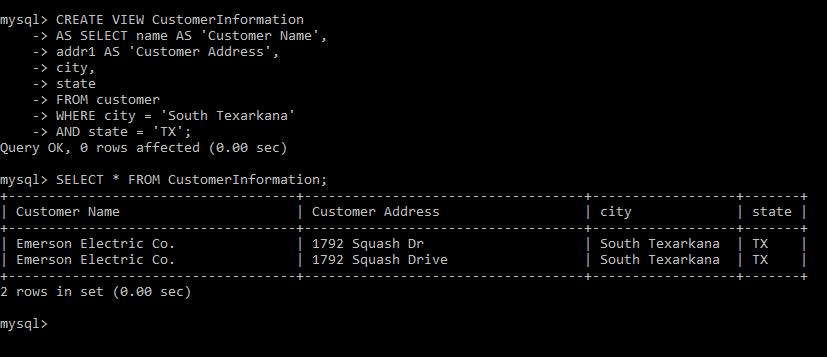 mysql> CREATE VIEW CustomerInformation
    -> AS SELECT name AS 'Customer Name',
    -> addr1 AS 'Customer Address',
    -> city,
    -> state
    -> FROM customer
    -> WHERE city = 'South Texarkana'
    -> AND state = 'TX';
Query OK, 0 rows affected (0.00 sec)

mysql> SELECT * FROM CustomerInformation;
+------------------------------------+-----------------------------------+------------------+-------+
| Customer Name                      | Customer Address                  | city             | state |
+------------------------------------+-----------------------------------+------------------+-------+
| Emerson Electric Co.               | 1792 Squash Dr                    | South Texarkana  | TX    |
| Emerson Electric Co.               | 1792 Squash Drive                 | South Texarkana  | TX    |
+------------------------------------+-----------------------------------+------------------+-------+
2 rows in set (0.00 sec)

mysql>